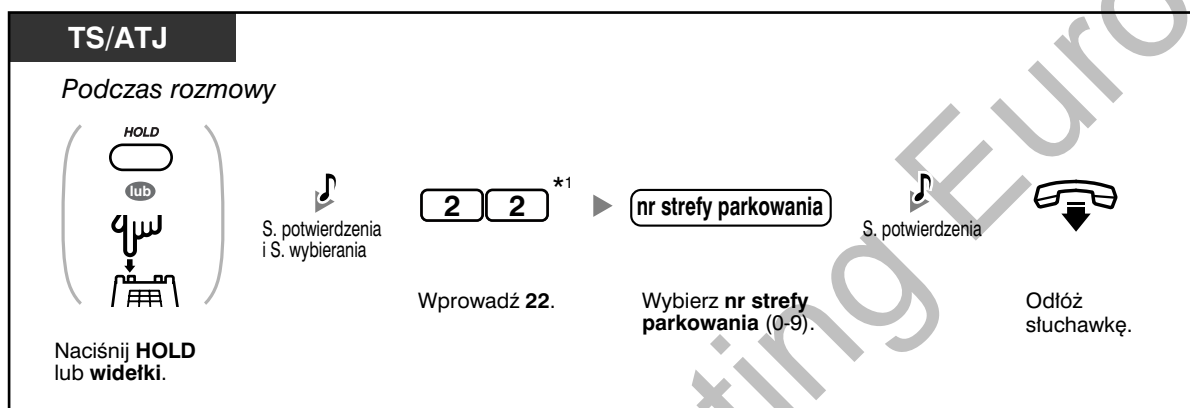 TS/ATJ
Podczas rozmowy
HOLD
lub
Naciśnij HOLD
lub widełki.
S. potwierdzenia
i S. wybierania
2 2 *1
Wprowadź 22.
nr strefy parkowania
Wybierz nr strefy
parkowania (0-9).
S. potwierdzenia
Odłóż
słuchawkę.